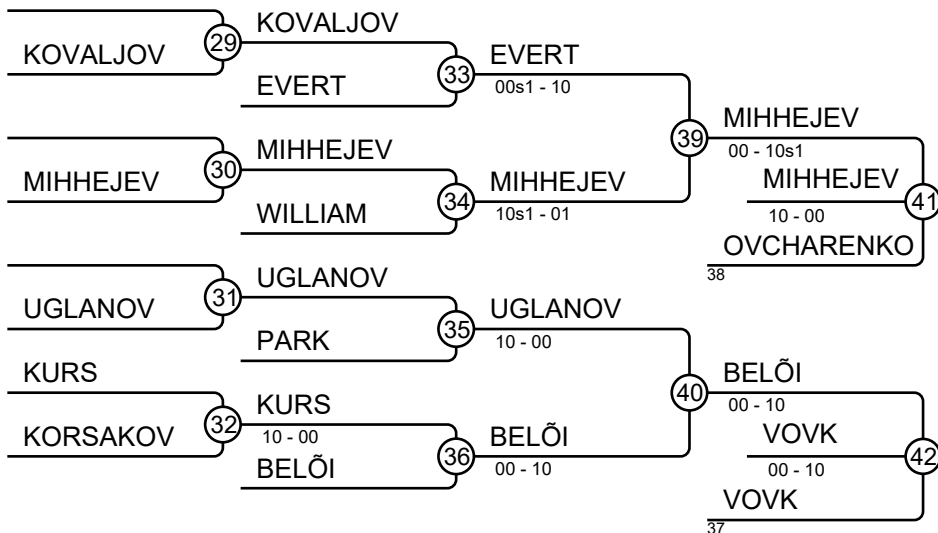 KOVALJOV
29
KOVALJOV
EVERT
33
EVERT
00s1 - 10
MIHHEJEV
30
MIHHEJEV
WILLIAM
34
MIHHEJEV
10s1 - 01
39
MIHHEJEV
00 - 10s1
MIHHEJEV
10 - 00
41
OVCHARENKO
38
UGLANOV
31
UGLANOV
PARK
35
UGLANOV
10 - 00
KURS
KORSAKOV
32
KURS
10 - 00
BELÕI
36
BELÕI
00 - 10
40
BELÕI
00 - 10
VOVK
00 - 10
42
VOVK
37